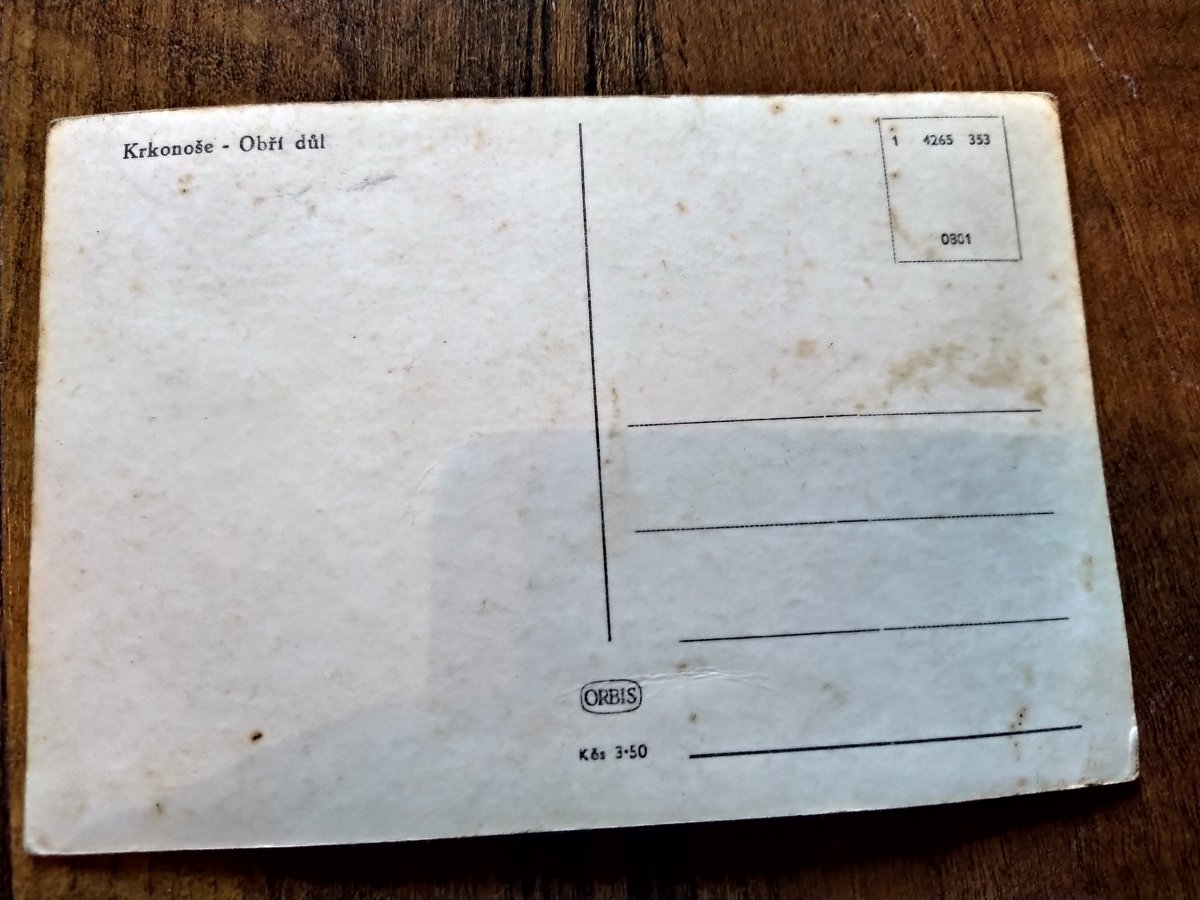 Krkonoše - Obří důl
1 4265 353
0801
ORBIS
Kčs 3·50